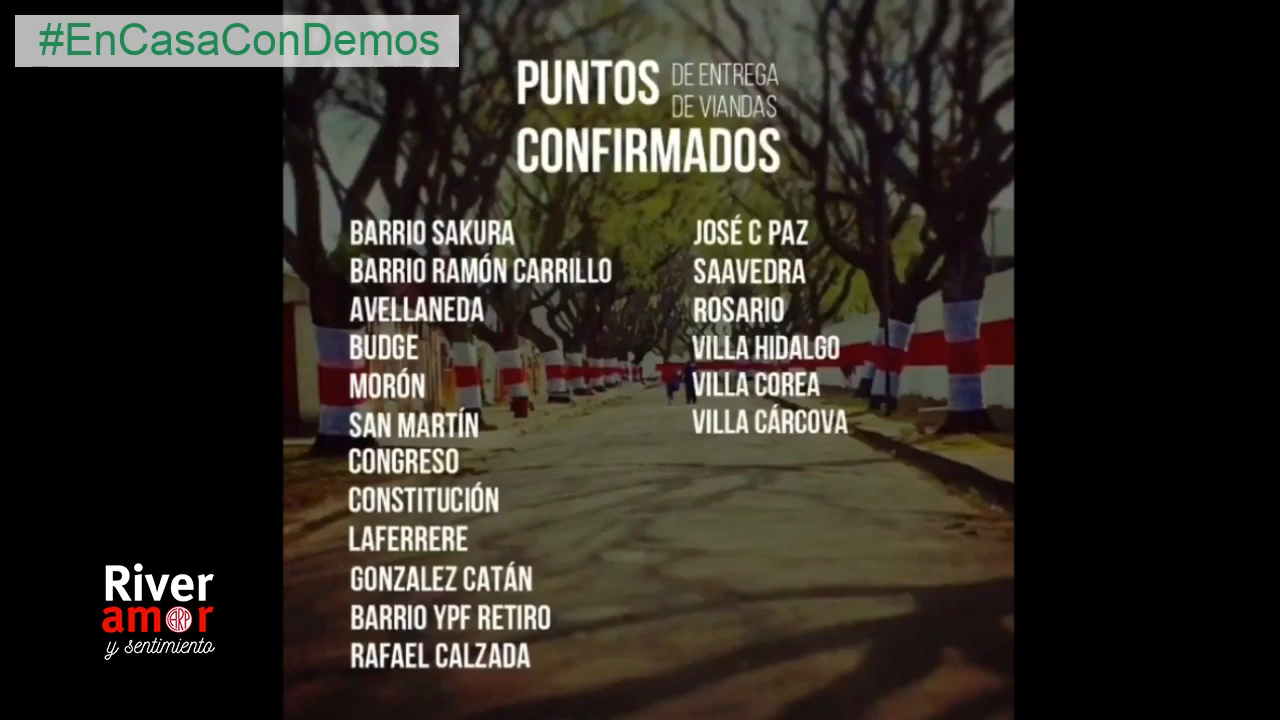 #EnCasaConDemos
PUNTOS DE ENTREGA
DE VIANDAS
CONFIRMADOS
BARRIO SAKURA
BARRIO RAMÓN CARRILLO
AVELLANEDA
BUDGE
MORÓN
SAN MARTÍN
CONGRESO
CONSTITUCIÓN
LAFERRERE
GONZALEZ CATÁN
BARRIO YPF RETIRO
RAFAEL CALZADA
JOSÉ C PAZ
SAAVEDRA
ROSARIO
VILLA HIDALGO
VILLA COREA
VILLA CÁRCOVA
River
amor
y sentimiento